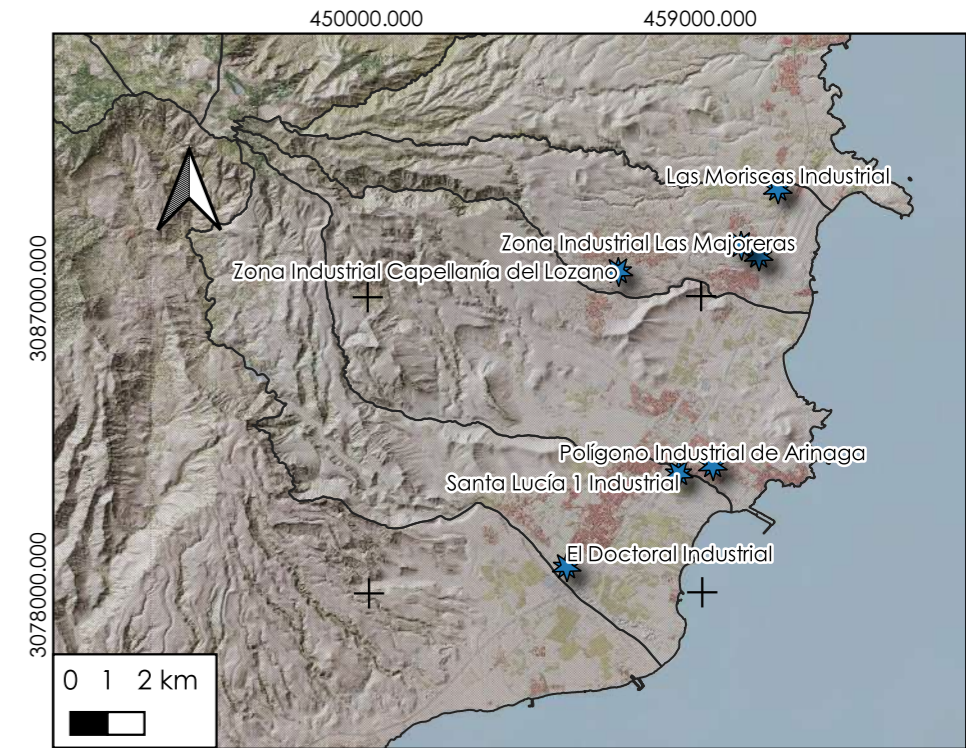 450000.000
459000.000
Las Moriscas Industrial
Zona Industrial Las Majoreras
Zona Industrial Capellanía del Lozano
3087000.000
Polígono Industrial de Arinaga
Santa Lucía 1 Industrial
El Doctoral Industrial
3078000.000
0 1 2 km